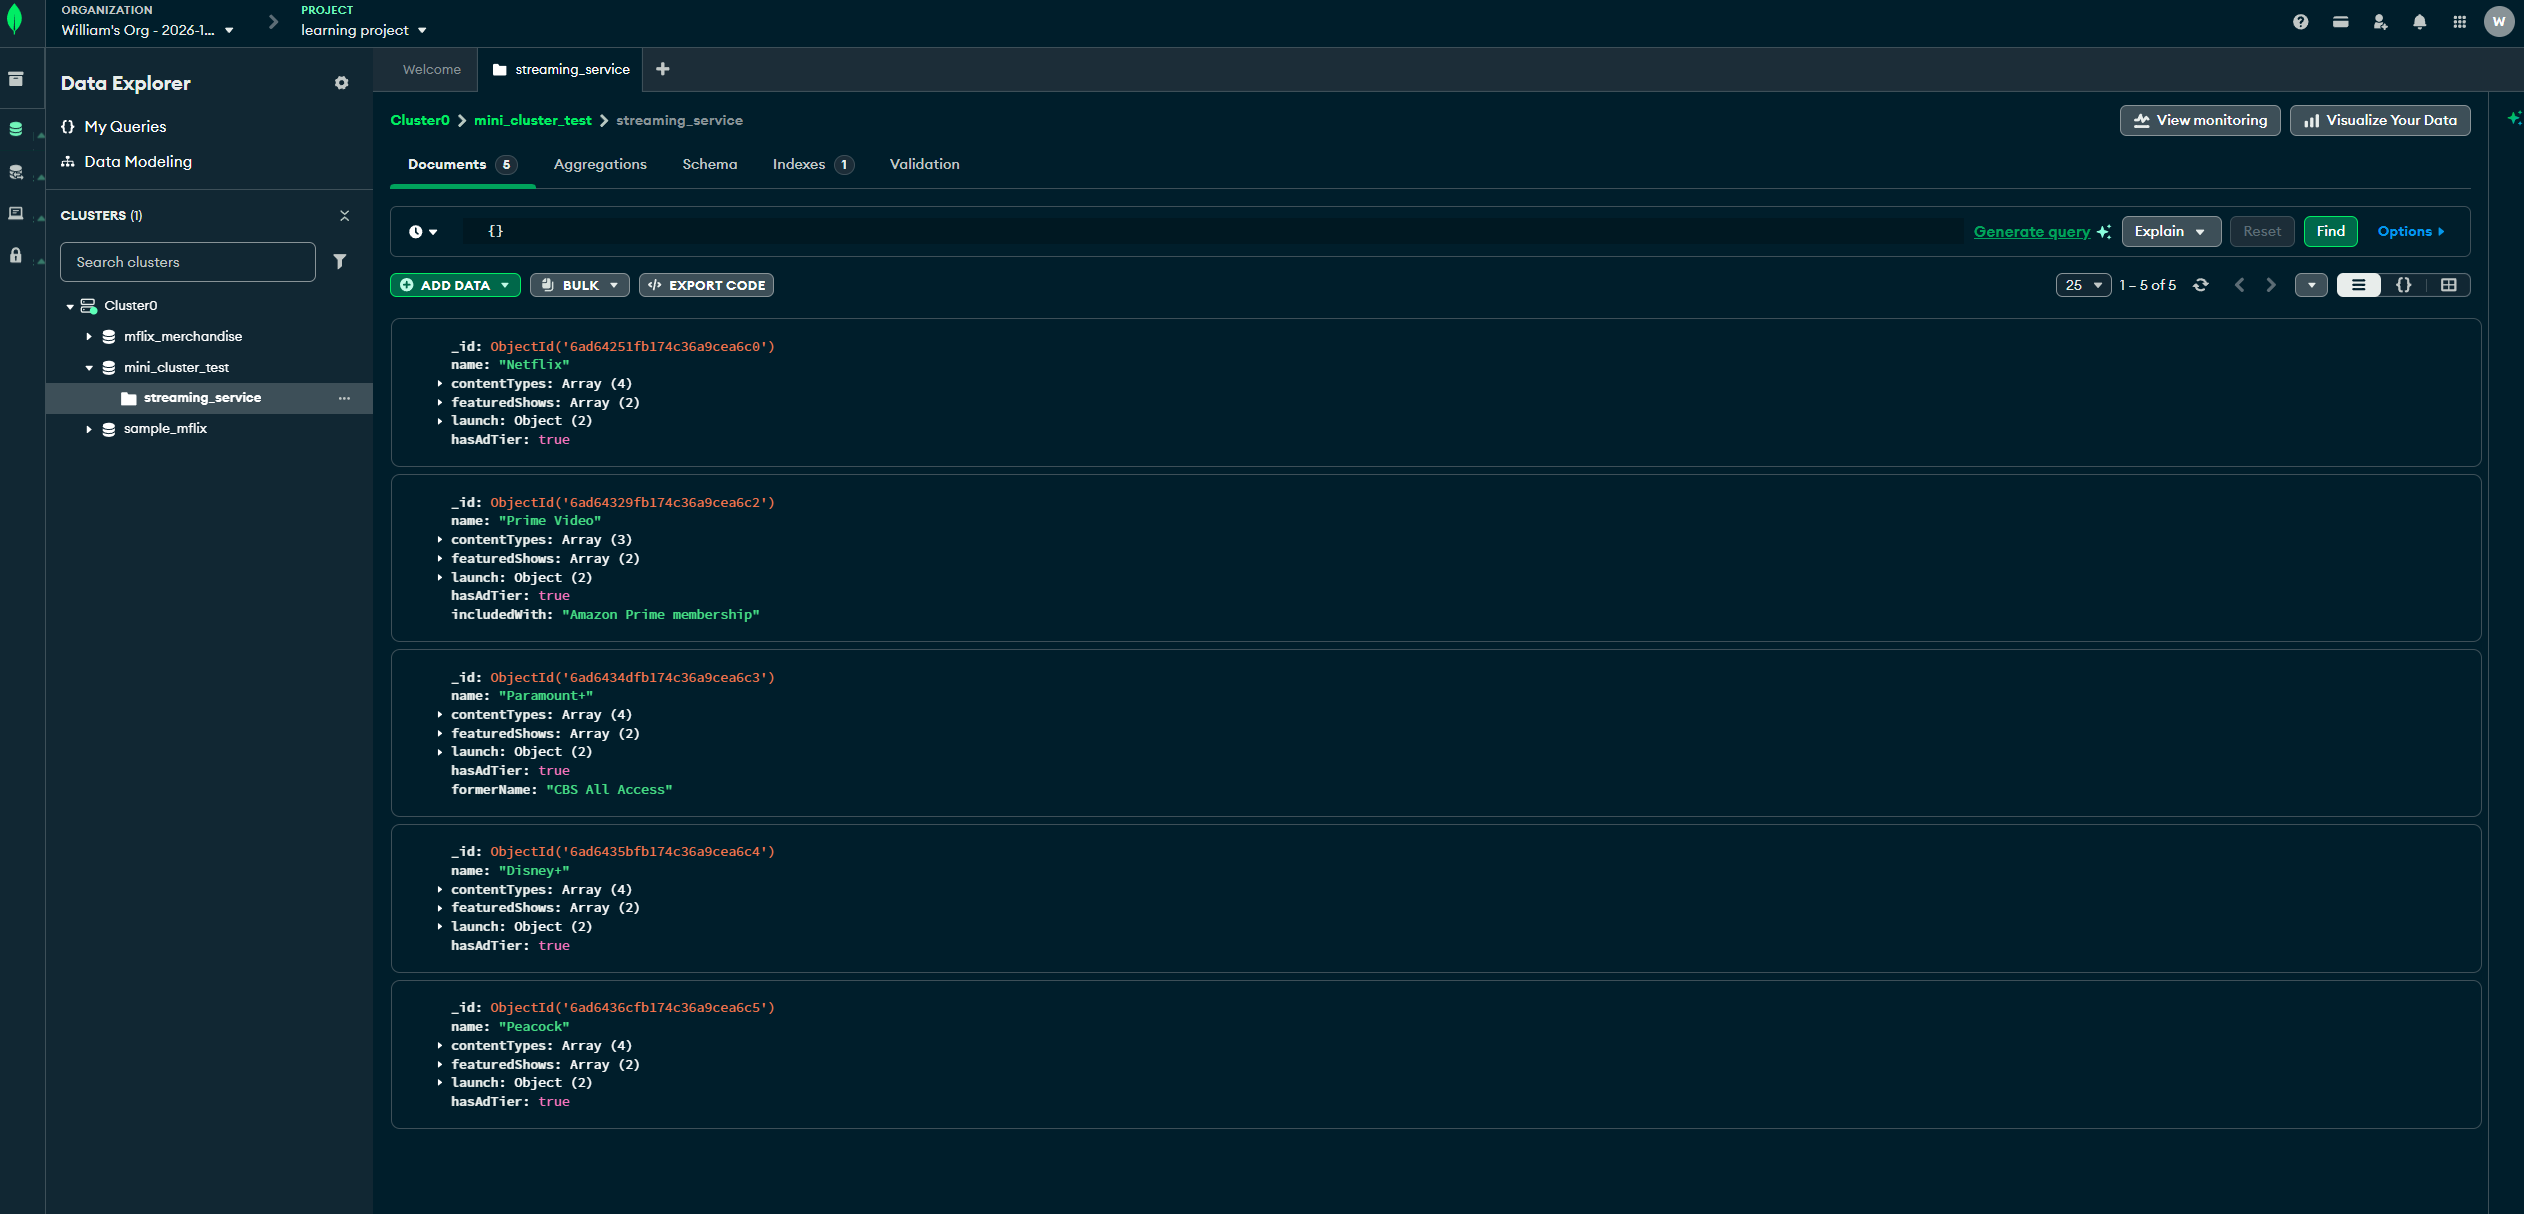 ORGANIZATION
William's Org - 2026-1...
PROJECT
learning project
W
Data Explorer
{} My Queries
Data Modeling
CLUSTERS (1)
Search clusters
Cluster0
mflix_merchandise
mini_cluster_test
streaming_service ...
sample_mflix
Welcome
streaming_service
Cluster0 > mini_cluster_test > streaming_service
View monitoring
Visualize Your Data
Documents 5
Aggregations
Schema
Indexes 1
Validation
{}
Generate query
Explain
Reset
Find
Options
ADD DATA
BULK
EXPORT CODE
25
1 – 5 of 5
{}
_id: ObjectId('6ad64251fb174c36a9cea6c0')
name: "Netflix"
contentTypes: Array (4)
featuredShows: Array (2)
launch: Object (2)
hasAdTier: true
_id: ObjectId('6ad64329fb174c36a9cea6c2')
name: "Prime Video"
contentTypes: Array (3)
featuredShows: Array (2)
launch: Object (2)
hasAdTier: true
includedWith: "Amazon Prime membership"
_id: ObjectId('6ad6434dfb174c36a9cea6c3')
name: "Paramount+"
contentTypes: Array (4)
featuredShows: Array (2)
launch: Object (2)
hasAdTier: true
formerName: "CBS All Access"
_id: ObjectId('6ad6435bfb174c36a9cea6c4')
name: "Disney+"
contentTypes: Array (4)
featuredShows: Array (2)
launch: Object (2)
hasAdTier: true
_id: ObjectId('6ad6436cfb174c36a9cea6c5')
name: "Peacock"
contentTypes: Array (4)
featuredShows: Array (2)
launch: Object (2)
hasAdTier: true